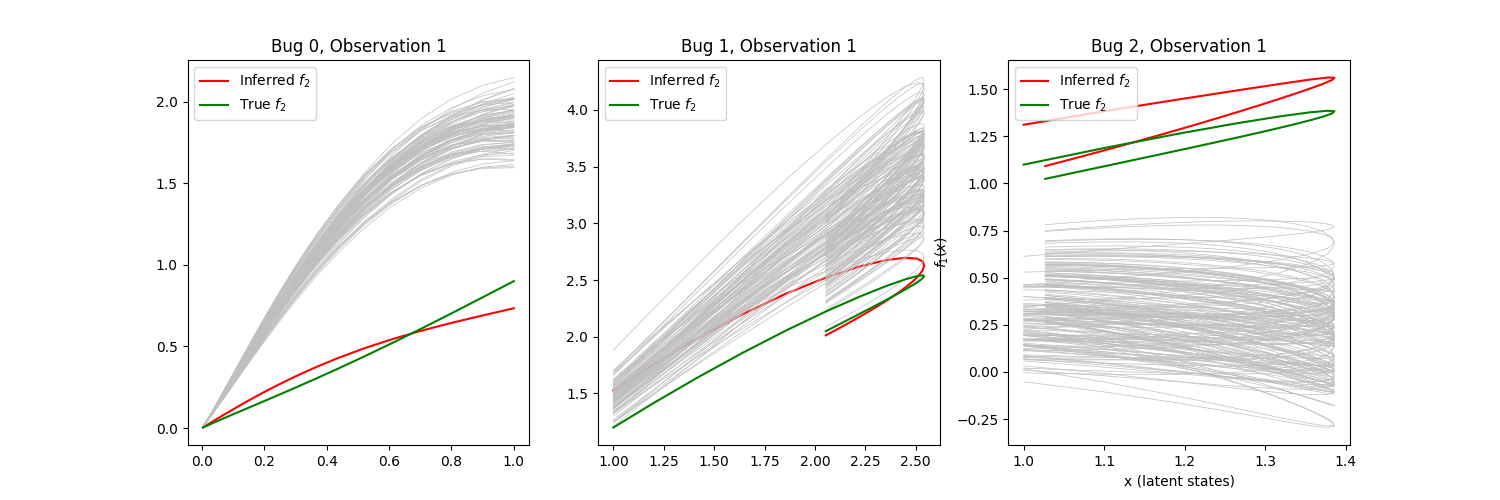 Bug 0, Observation 1
Inferred f₂
True f₂
2.0
1.5
1.0
0.5
0.0
0.0 0.2 0.4 0.6 0.8 1.0
Bug 1, Observation 1
Inferred f₂
True f₂
4.0
3.5
3.0
2.5
2.0
1.5
1.00 1.25 1.50 1.75 2.00 2.25 2.50
Bug 2, Observation 1
Inferred f₂
True f₂
f₁(x)
1.50
1.25
1.00
0.75
0.50
0.25
0.00
−0.25
1.0 1.1 1.2 1.3 1.4
x (latent states)